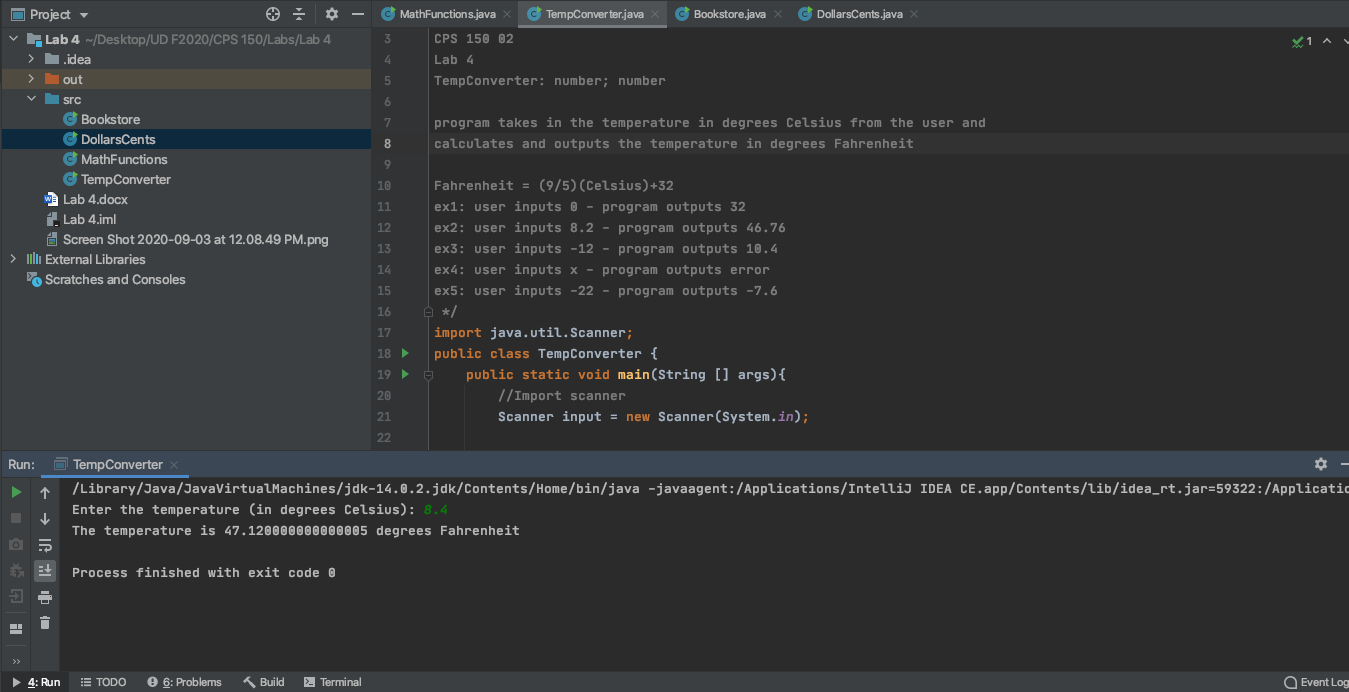 Project
MathFunctions.java
TempConverter.java
Bookstore.java
DollarsCents.java
Lab 4 ~/Desktop/UD F2020/CPS 150/Labs/Lab 4
.idea
out
src
Bookstore
DollarsCents
MathFunctions
TempConverter
Lab 4.docx
Lab 4.iml
Screen Shot 2020-09-03 at 12.08.49 PM.png
External Libraries
Scratches and Consoles
1
3 CPS 150 02
4 Lab 4
5 TempConverter: number; number
6
7 program takes in the temperature in degrees Celsius from the user and
8 calculates and outputs the temperature in degrees Fahrenheit
9
10 Fahrenheit = (9/5)(Celsius)+32
11 ex1: user inputs 0 - program outputs 32
12 ex2: user inputs 8.2 - program outputs 46.76
13 ex3: user inputs -12 - program outputs 10.4
14 ex4: user inputs x - program outputs error
15 ex5: user inputs -22 - program outputs -7.6
16 */
17 import java.util.Scanner;
18 public class TempConverter {
19 public static void main(String [] args){
20 //Import scanner
21 Scanner input = new Scanner(System.in);
22
Run: TempConverter
/Library/Java/JavaVirtualMachines/jdk-14.0.2.jdk/Contents/Home/bin/java -javaagent:/Applications/IntelliJ IDEA CE.app/Contents/lib/idea_rt.jar=59322:/Applicatio
Enter the temperature (in degrees Celsius): 8.4
The temperature is 47.120000000000005 degrees Fahrenheit
Process finished with exit code 0
4: Run
TODO
6: Problems
Build
Terminal
Event Log